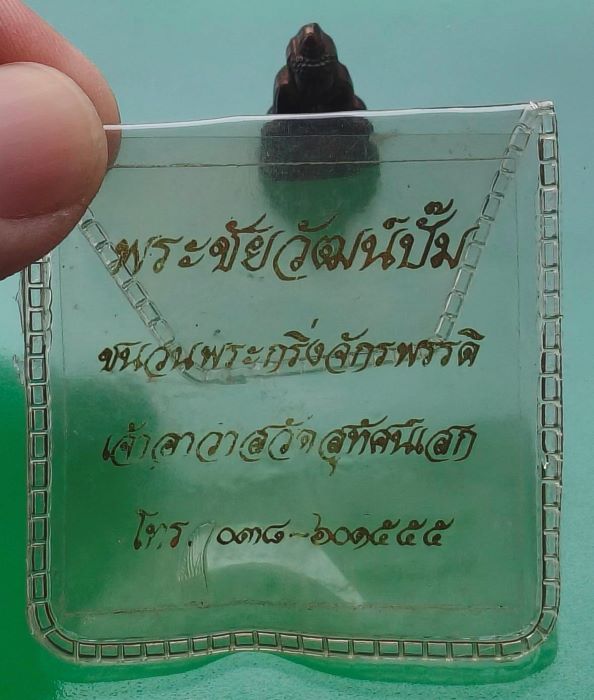 พระชัยวัฒน์ปั๊ม
ชนวนพระกริ่งจักรพรรดิ
เจ้าอาวาสวัดสุทัศน์เสก
โทร. ๐๓๘-๖๐๑๕๕๕